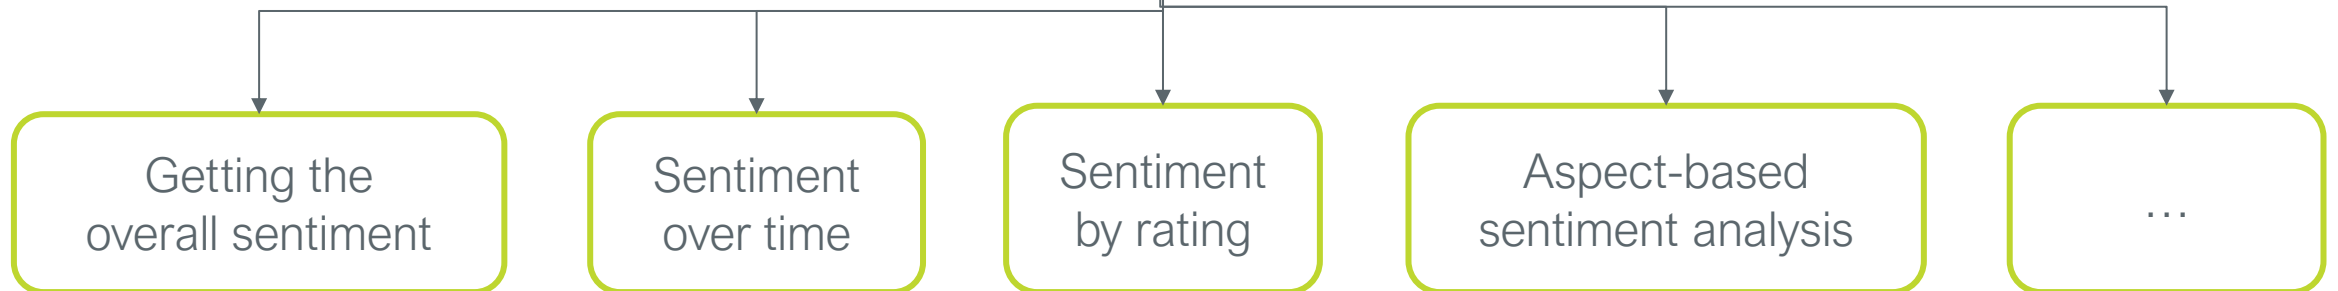 Getting the
overall sentiment
Sentiment
over time
Sentiment
by rating
Aspect-based
sentiment analysis
...